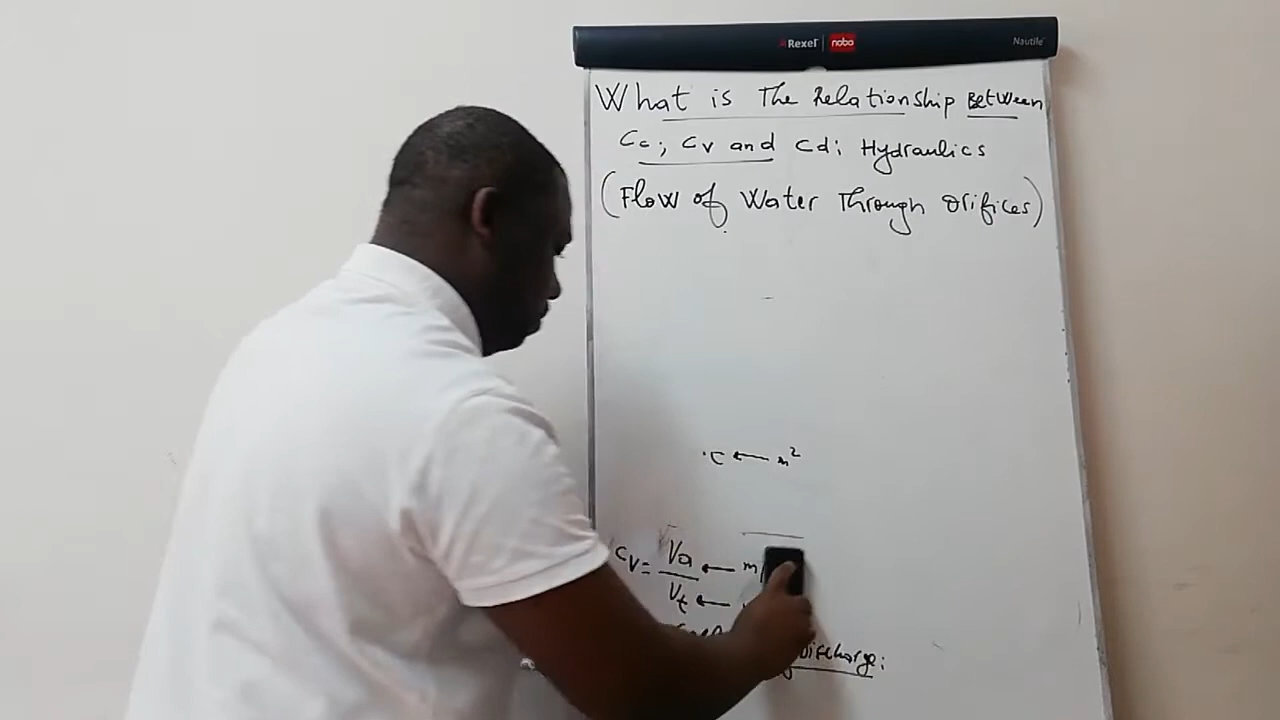 Rexel nobo Nautile
What is The Relationship Between
Cc; Cv and Cd: Hydraulics
(Flow of Water Through Orifices)
c ← m²
Cv = Va ← m/
Vt ←
Discharge: